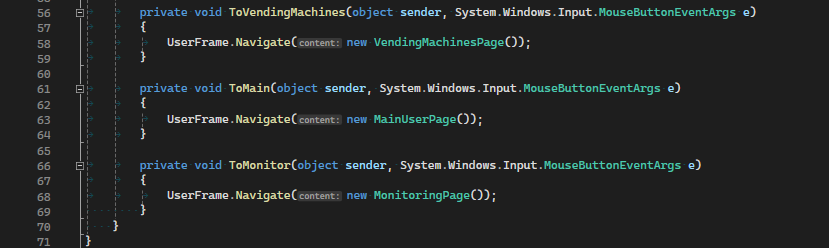 56 private void ToVendingMachines(object sender, System.Windows.Input.MouseButtonEventArgs e)
57 {
58 UserFrame.Navigate(content: new VendingMachinesPage());
59 }
60
61 private void ToMain(object sender, System.Windows.Input.MouseButtonEventArgs e)
62 {
63 UserFrame.Navigate(content: new MainUserPage());
64 }
65
66 private void ToMonitor(object sender, System.Windows.Input.MouseButtonEventArgs e)
67 {
68 UserFrame.Navigate(content: new MonitoringPage());
69 }
70 }
71 }